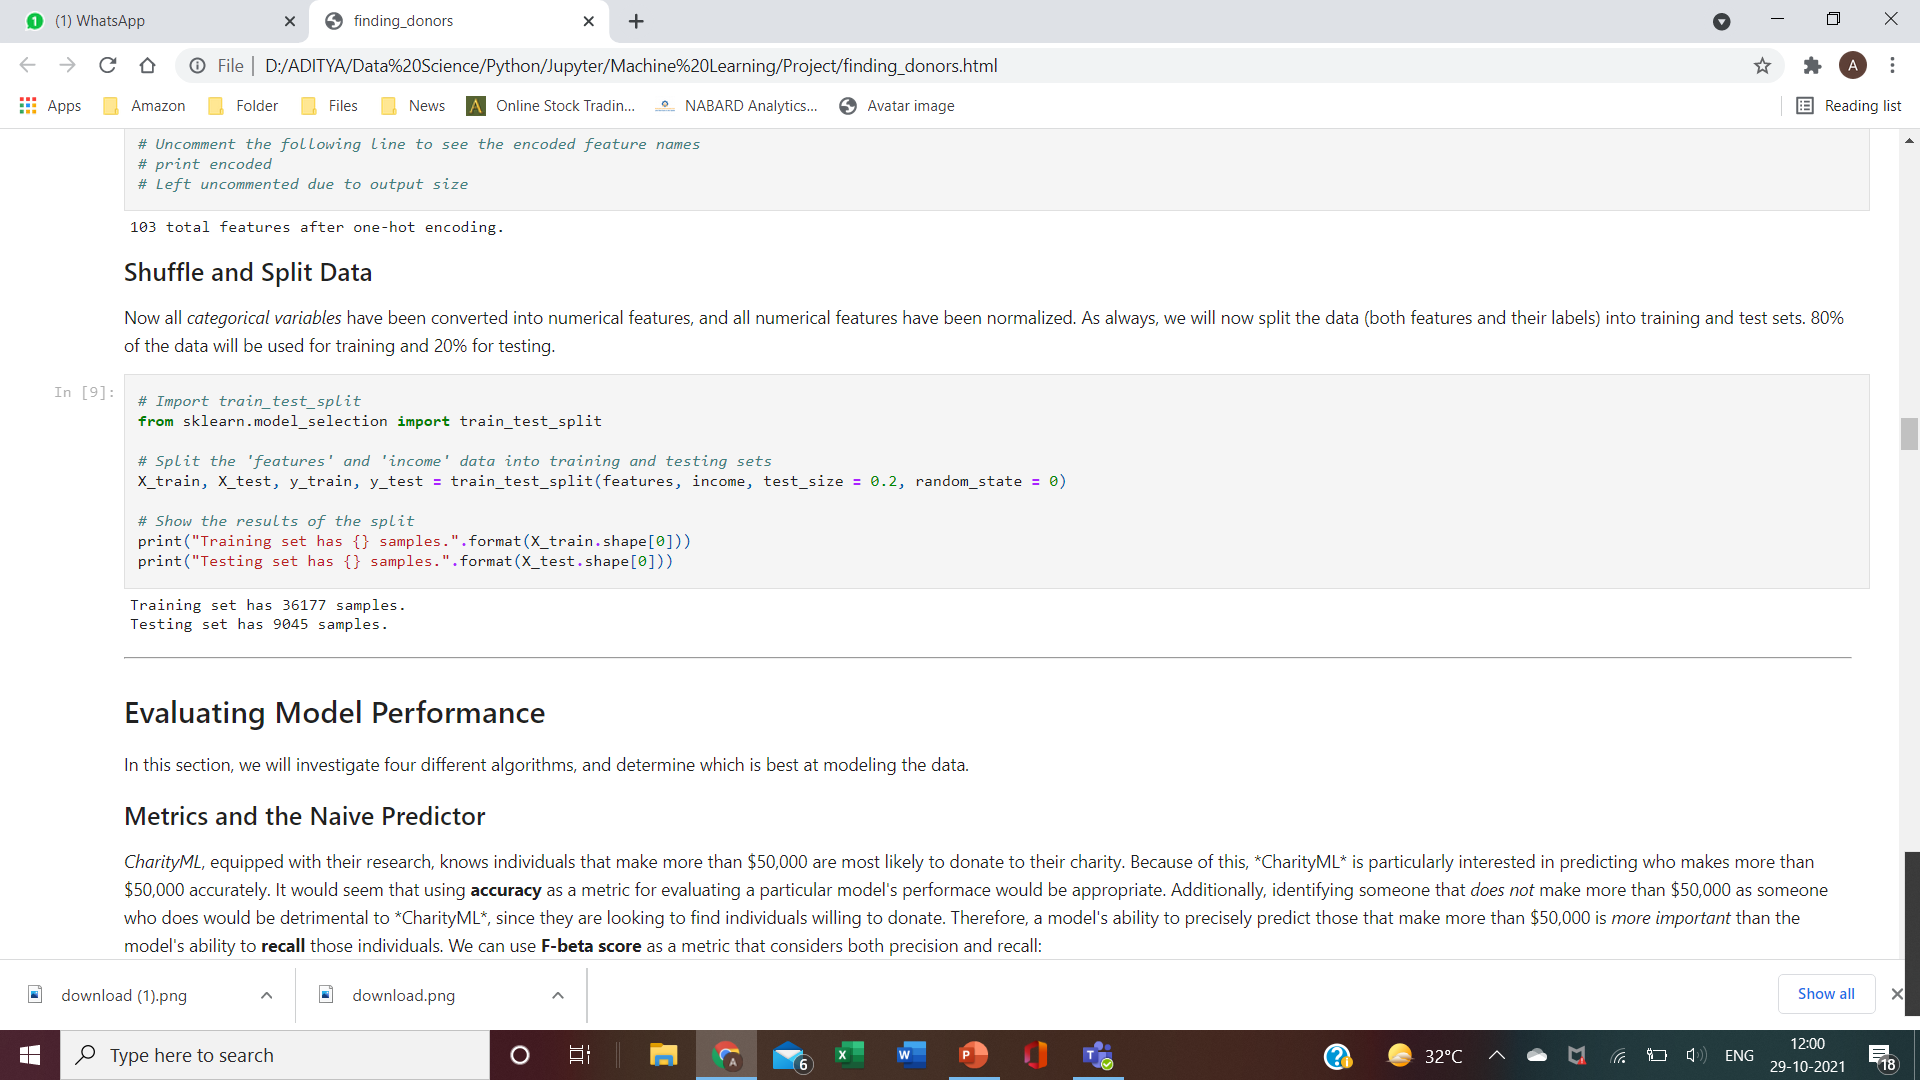 (1) WhatsApp
finding_donors
File | D:/ADITYA/Data%20Science/Python/Jupyter/Machine%20Learning/Project/finding_donors.html
A
Apps Amazon Folder Files News Online Stock Tradin... NABARD Analytics... Avatar image Reading list
# Uncomment the following line to see the encoded feature names
# print encoded
# Left uncommented due to output size
103 total features after one-hot encoding.
Shuffle and Split Data
Now all categorical variables have been converted into numerical features, and all numerical features have been normalized. As always, we will now split the data (both features and their labels) into training and test sets. 80%
of the data will be used for training and 20% for testing.
In [9]:
# Import train_test_split
from sklearn.model_selection import train_test_split
# Split the 'features' and 'income' data into training and testing sets
X_train, X_test, y_train, y_test = train_test_split(features, income, test_size = 0.2, random_state = 0)
# Show the results of the split
print("Training set has {} samples.".format(X_train.shape[0]))
print("Testing set has {} samples.".format(X_test.shape[0]))
Training set has 36177 samples.
Testing set has 9045 samples.
Evaluating Model Performance
In this section, we will investigate four different algorithms, and determine which is best at modeling the data.
Metrics and the Naive Predictor
CharityML, equipped with their research, knows individuals that make more than $50,000 are most likely to donate to their charity. Because of this, *CharityML* is particularly interested in predicting who makes more than
$50,000 accurately. It would seem that using accuracy as a metric for evaluating a particular model's performace would be appropriate. Additionally, identifying someone that does not make more than $50,000 as someone
who does would be detrimental to *CharityML*, since they are looking to find individuals willing to donate. Therefore, a model's ability to precisely predict those that make more than $50,000 is more important than the
model's ability to recall those individuals. We can use F-beta score as a metric that considers both precision and recall:
download (1).png
download.png
Show all
Type here to search
6
32°C
ENG
12:00
29-10-2021
18